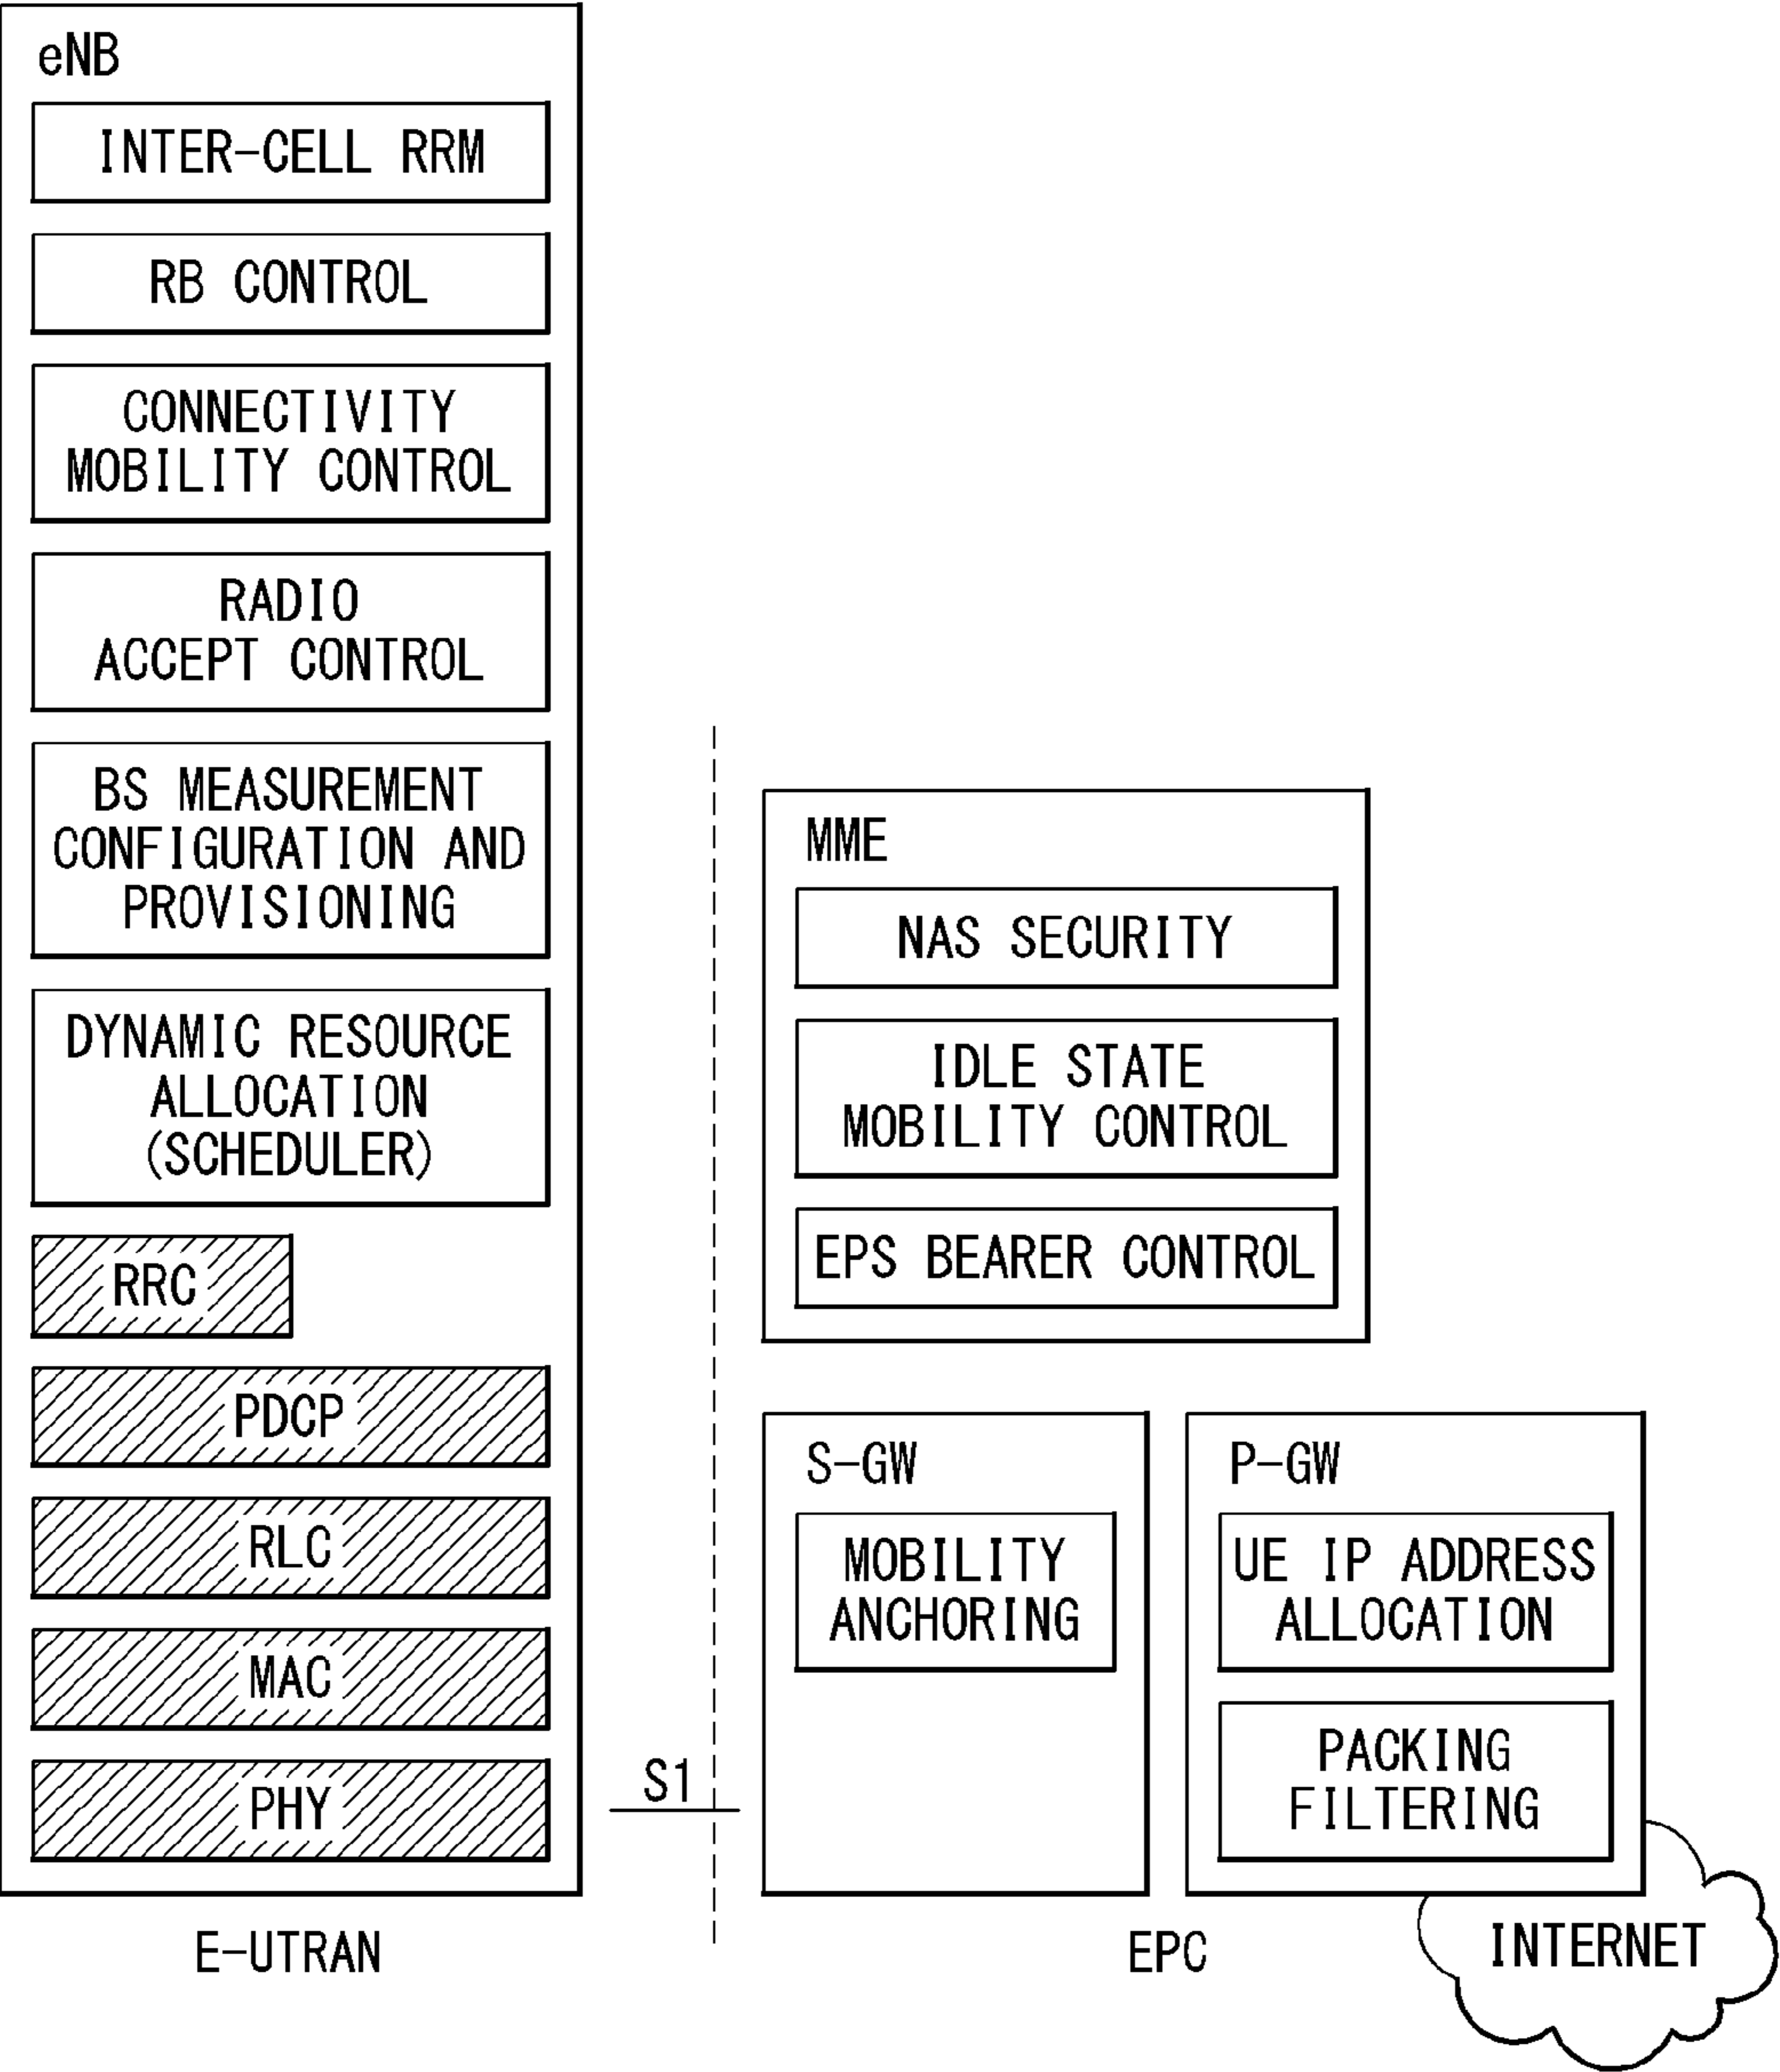 eNB
INTER-CELL RRM
RB CONTROL
CONNECTIVITY
MOBILITY CONTROL
RADIO
ACCEPT CONTROL
BS MEASUREMENT
CONFIGURATION AND
PROVISIONING
DYNAMIC RESOURCE
ALLOCATION
(SCHEDULER)
RRC
PDCP
RLC
MAC
PHY
E-UTRAN
S1
MME
NAS SECURITY
IDLE STATE
MOBILITY CONTROL
EPS BEARER CONTROL
S-GW
MOBILITY
ANCHORING
P-GW
UE IP ADDRESS
ALLOCATION
PACKING
FILTERING
EPC
INTERNET